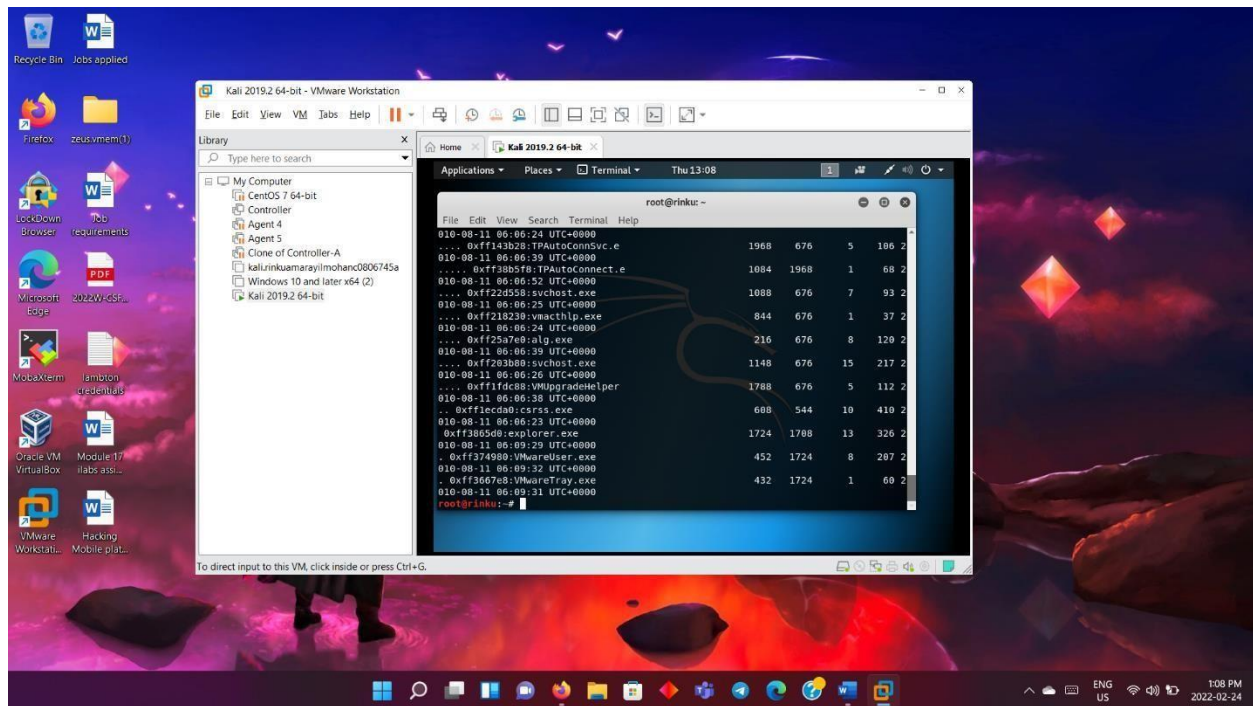 Recycle Bin
Jobs applied
Firefox
zeus.vmem(1)
LockDown Browser
Job requirements
Microsoft Edge
PDF
2022W-CSF...
MobaXterm
lambton credentials
Oracle VM VirtualBox
Module 17 ilabs assi...
VMware Workstati...
Hacking Mobile plat...
Kali 2019.2 64-bit - VMware Workstation
File Edit View VM Tabs Help
Library
Type here to search
Home
Kali 2019.2 64-bit
My Computer
CentOS 7 64-bit
Controller
Agent 4
Agent 5
Clone of Controller-A
kali.rinkuamarayilmohanc0806745a
Windows 10 and later x64 (2)
Kali 2019.2 64-bit
Applications Places Terminal Thu 13:08 1
root@rinku: ~
File Edit View Search Terminal Help
010-08-11 06:06:24 UTC+0000
.... 0xff143b28:TPAutoConnSvc.e 1968 676 5 106 2
010-08-11 06:06:39 UTC+0000
..... 0xff38b5f8:TPAutoConnect.e 1084 1968 1 68 2
010-08-11 06:06:52 UTC+0000
.... 0xff22d558:svchost.exe 1088 676 7 93 2
010-08-11 06:06:25 UTC+0000
.... 0xff218230:vmacthlp.exe 844 676 1 37 2
010-08-11 06:06:24 UTC+0000
.... 0xff25a7e0:alg.exe 216 676 8 120 2
010-08-11 06:06:39 UTC+0000
.... 0xff203b80:svchost.exe 1148 676 15 217 2
010-08-11 06:06:26 UTC+0000
.... 0xff1fdc88:VMUpgradeHelper 1788 676 5 112 2
010-08-11 06:06:38 UTC+0000
.. 0xff1ecda0:csrss.exe 608 544 10 410 2
010-08-11 06:06:23 UTC+0000
0xff3865d0:explorer.exe 1724 1708 13 326 2
010-08-11 06:09:29 UTC+0000
. 0xff374980:VMwareUser.exe 452 1724 8 207 2
010-08-11 06:09:32 UTC+0000
. 0xff3667e8:VMwareTray.exe 432 1724 1 60 2
010-08-11 06:09:31 UTC+0000
root@rinku:~#
To direct input to this VM, click inside or press Ctrl+G.
ENG US
1:08 PM
2022-02-24